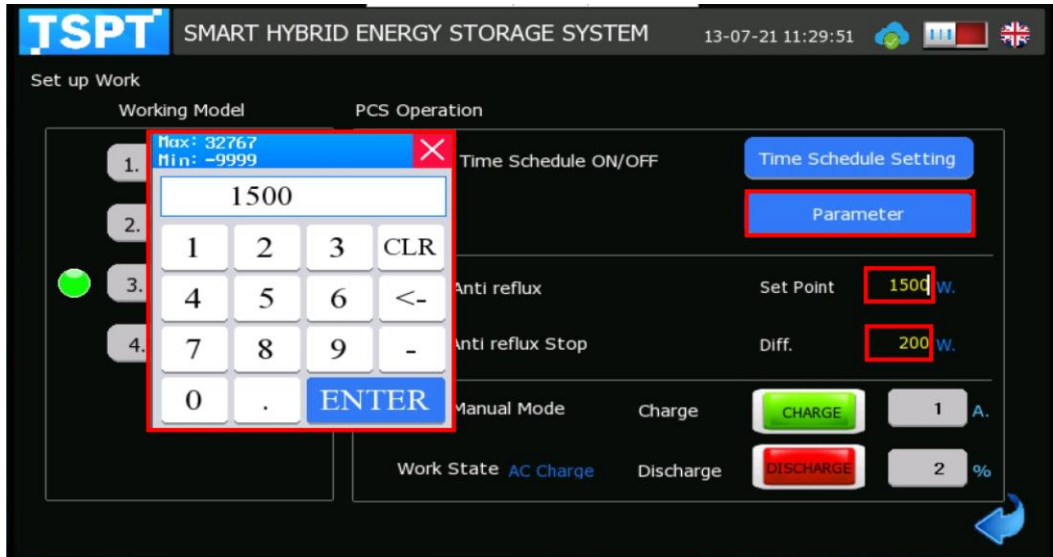 TSPT SMART HYBRID ENERGY STORAGE SYSTEM 13-07-21 11:29:51
Set up Work
Working Model PCS Operation
Max: 32767
Min: -9999
1500
1 2 3 CLR
4 5 6 <-
7 8 9 -
0 . ENTER
1.
2.
3.
4.
Time Schedule ON/OFF Time Schedule Setting
Parameter
Anti reflux Set Point 1500 W.
Anti reflux Stop Diff. 200 W.
Manual Mode Charge CHARGE 1 A.
Work State AC Charge Discharge DISCHARGE 2 %